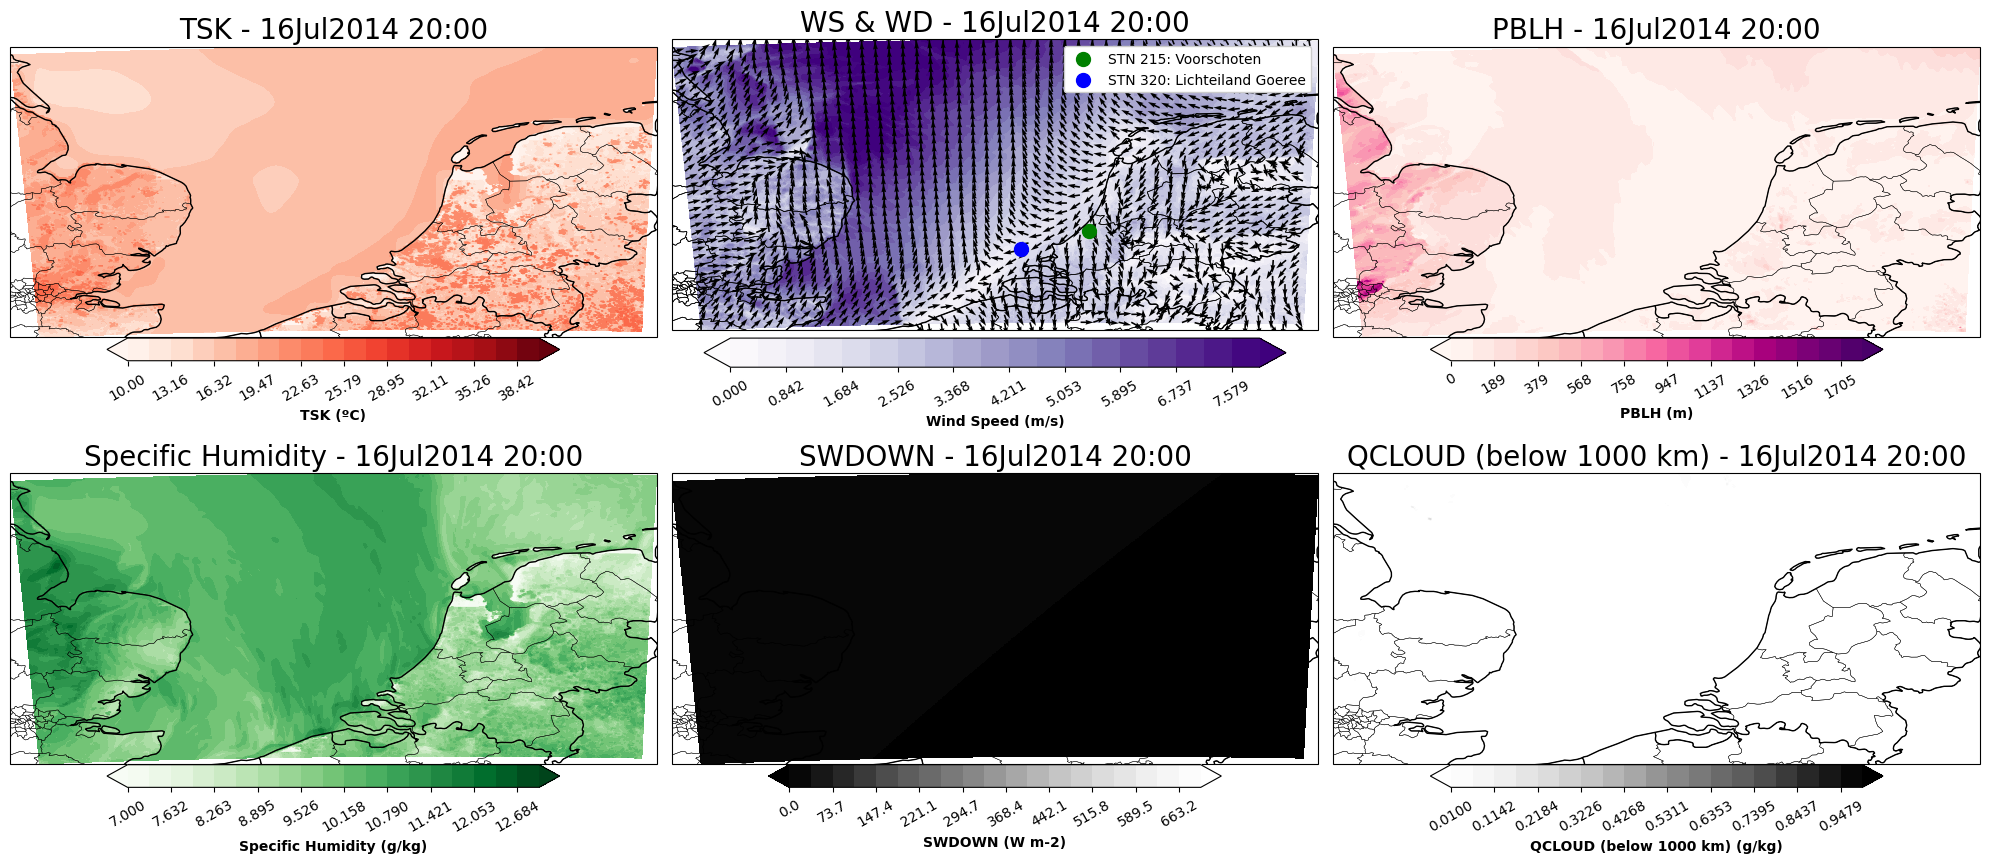 TSK - 16Jul2014 20:00
WS & WD - 16Jul2014 20:00
PBLH - 16Jul2014 20:00
STN 215: Voorschoten
STN 320: Lichteiland Goeree
10.00 13.16 16.32 19.47 22.63 25.79 28.95 32.11 35.26 38.42
TSK (ºC)
0.000 0.842 1.684 2.526 3.368 4.211 5.053 5.895 6.737 7.579
Wind Speed (m/s)
0 189 379 568 758 947 1137 1326 1516 1705
PBLH (m)
Specific Humidity - 16Jul2014 20:00
SWDOWN - 16Jul2014 20:00
QCLOUD (below 1000 km) - 16Jul2014 20:00
7.000 7.632 8.263 8.895 9.526 10.158 10.790 11.421 12.053 12.684
Specific Humidity (g/kg)
0.0 73.7 147.4 221.1 294.7 368.4 442.1 515.8 589.5 663.2
SWDOWN (W m-2)
0.0100 0.1142 0.2184 0.3226 0.4268 0.5311 0.6353 0.7395 0.8437 0.9479
QCLOUD (below 1000 km) (g/kg)